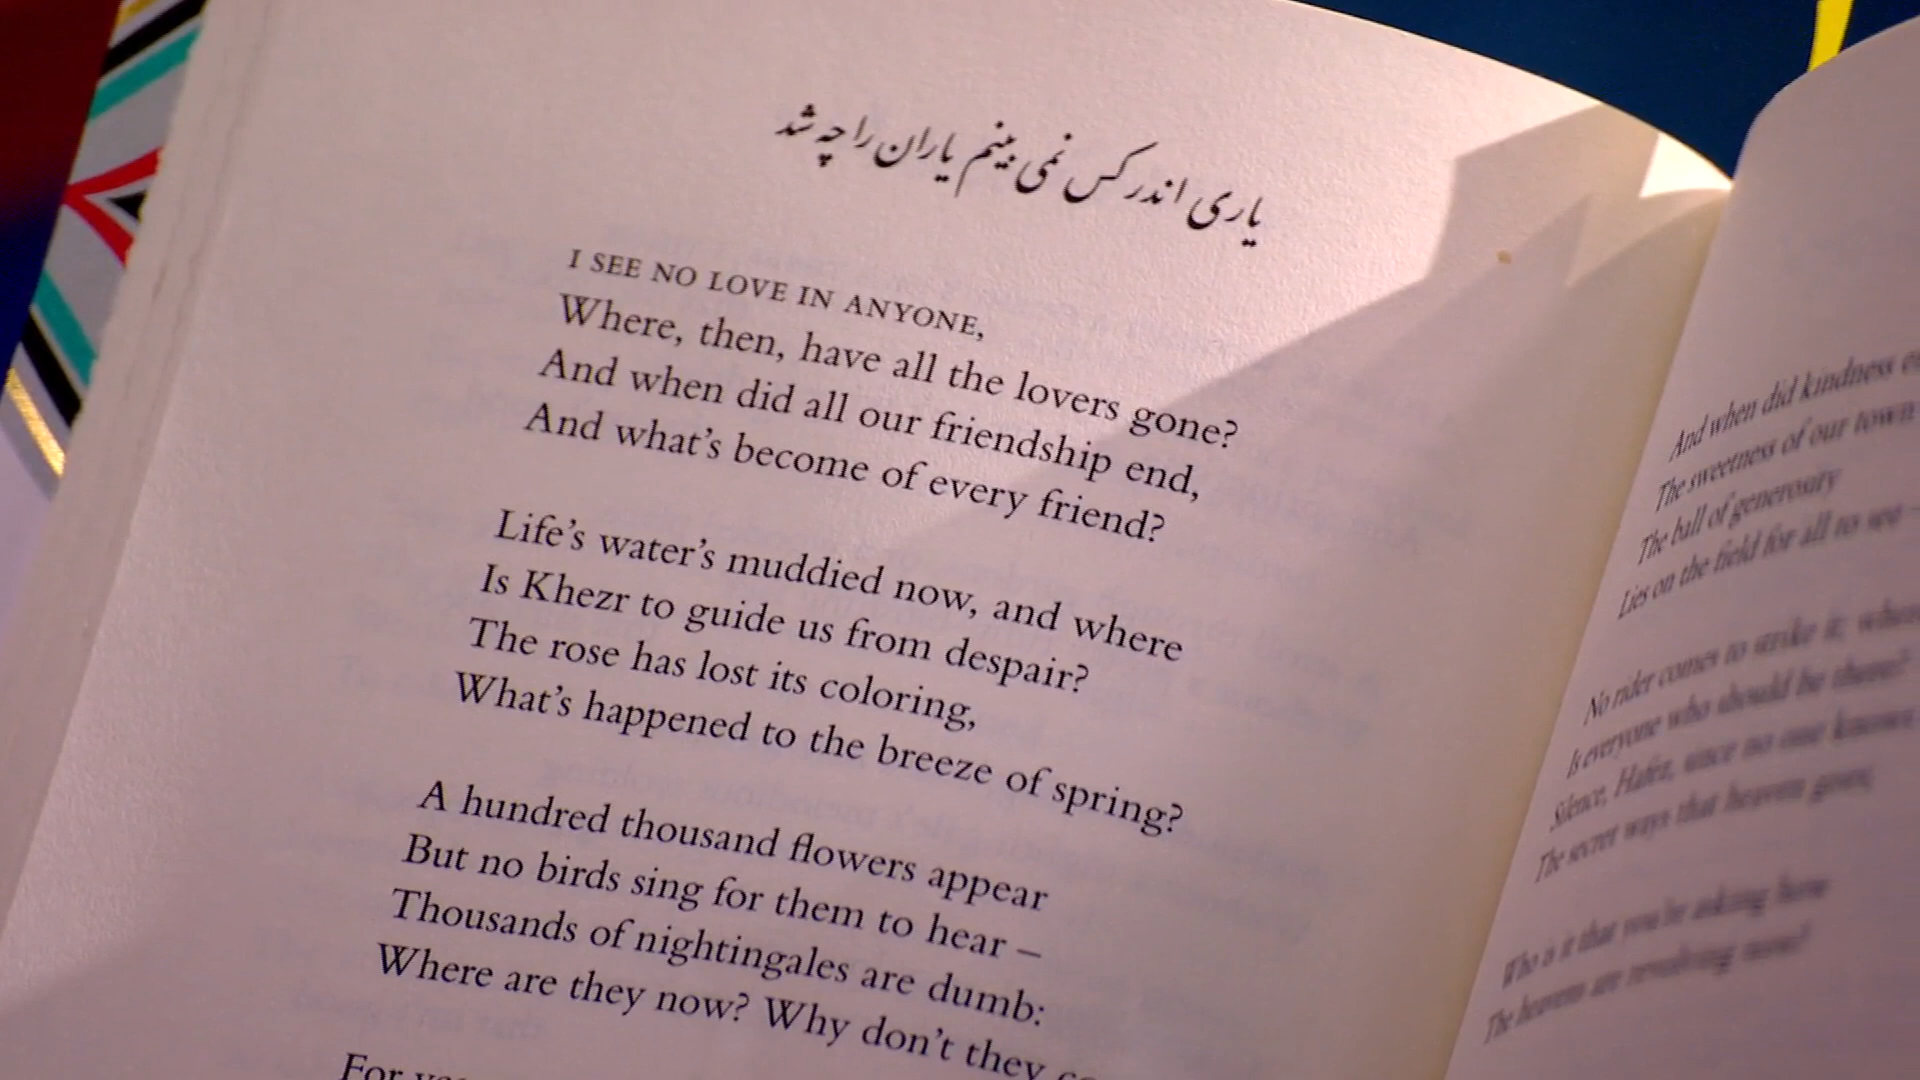 یاری اندر کس نمی بینم یاران را چه شد
I SEE NO LOVE IN ANYONE,
Where, then, have all the lovers gone?
And when did all our friendship end,
And what’s become of every friend?
Life’s water’s muddied now, and where
Is Khezr to guide us from despair?
The rose has lost its coloring,
What’s happened to the breeze of spring?
A hundred thousand flowers appear
But no birds sing for them to hear –
Thousands of nightingales are dumb:
Where are they now? Why don’t they
For
And when did kindness
The sweetness of our town
The ball of generosity
Lies on the field for all to see –
No rider comes to strike it;
Is everyone who should be there?
Silence, Hafez, since no one knows
The secret ways that heaven goes;
Who is it that you’re asking how
The heavens are revolving now?